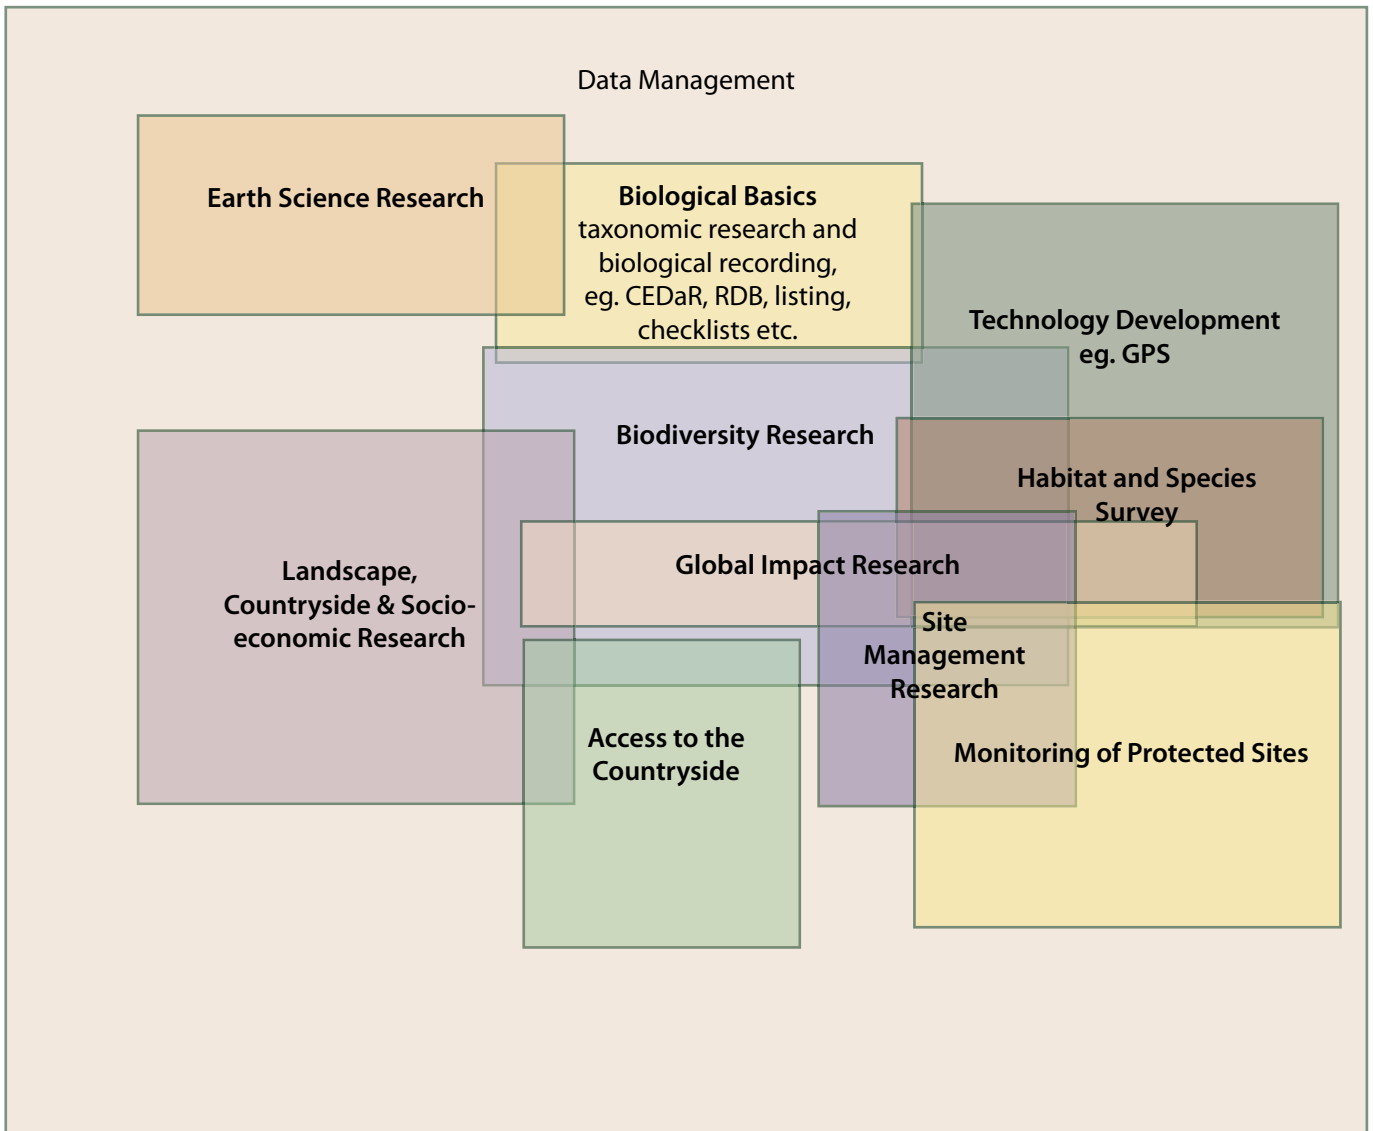 Data Management
Earth Science Research
Biological Basics
taxonomic research and
biological recording,
eg. CEDaR, RDB, listing,
checklists etc.
Technology Development
eg. GPS
Biodiversity Research
Habitat and Species
Survey
Global Impact Research
Landscape,
Countryside & Socio-
economic Research
Site
Management
Research
Access to the
Countryside
Monitoring of Protected Sites